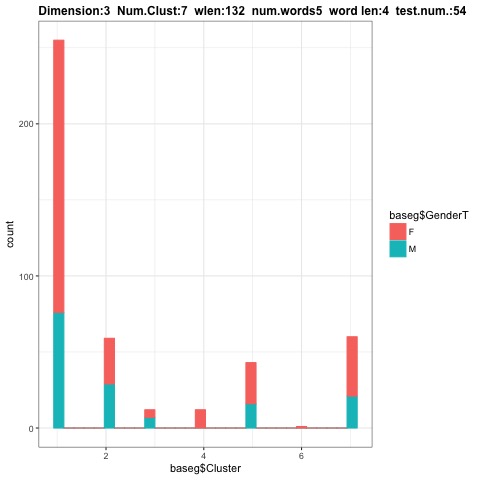 Dimension:3 Num.Clust:7 wlen:132 num.words5 word len:4 test.num.:54
200
100
0
count
2
4
6
baseg$Cluster
baseg$GenderT
F
M